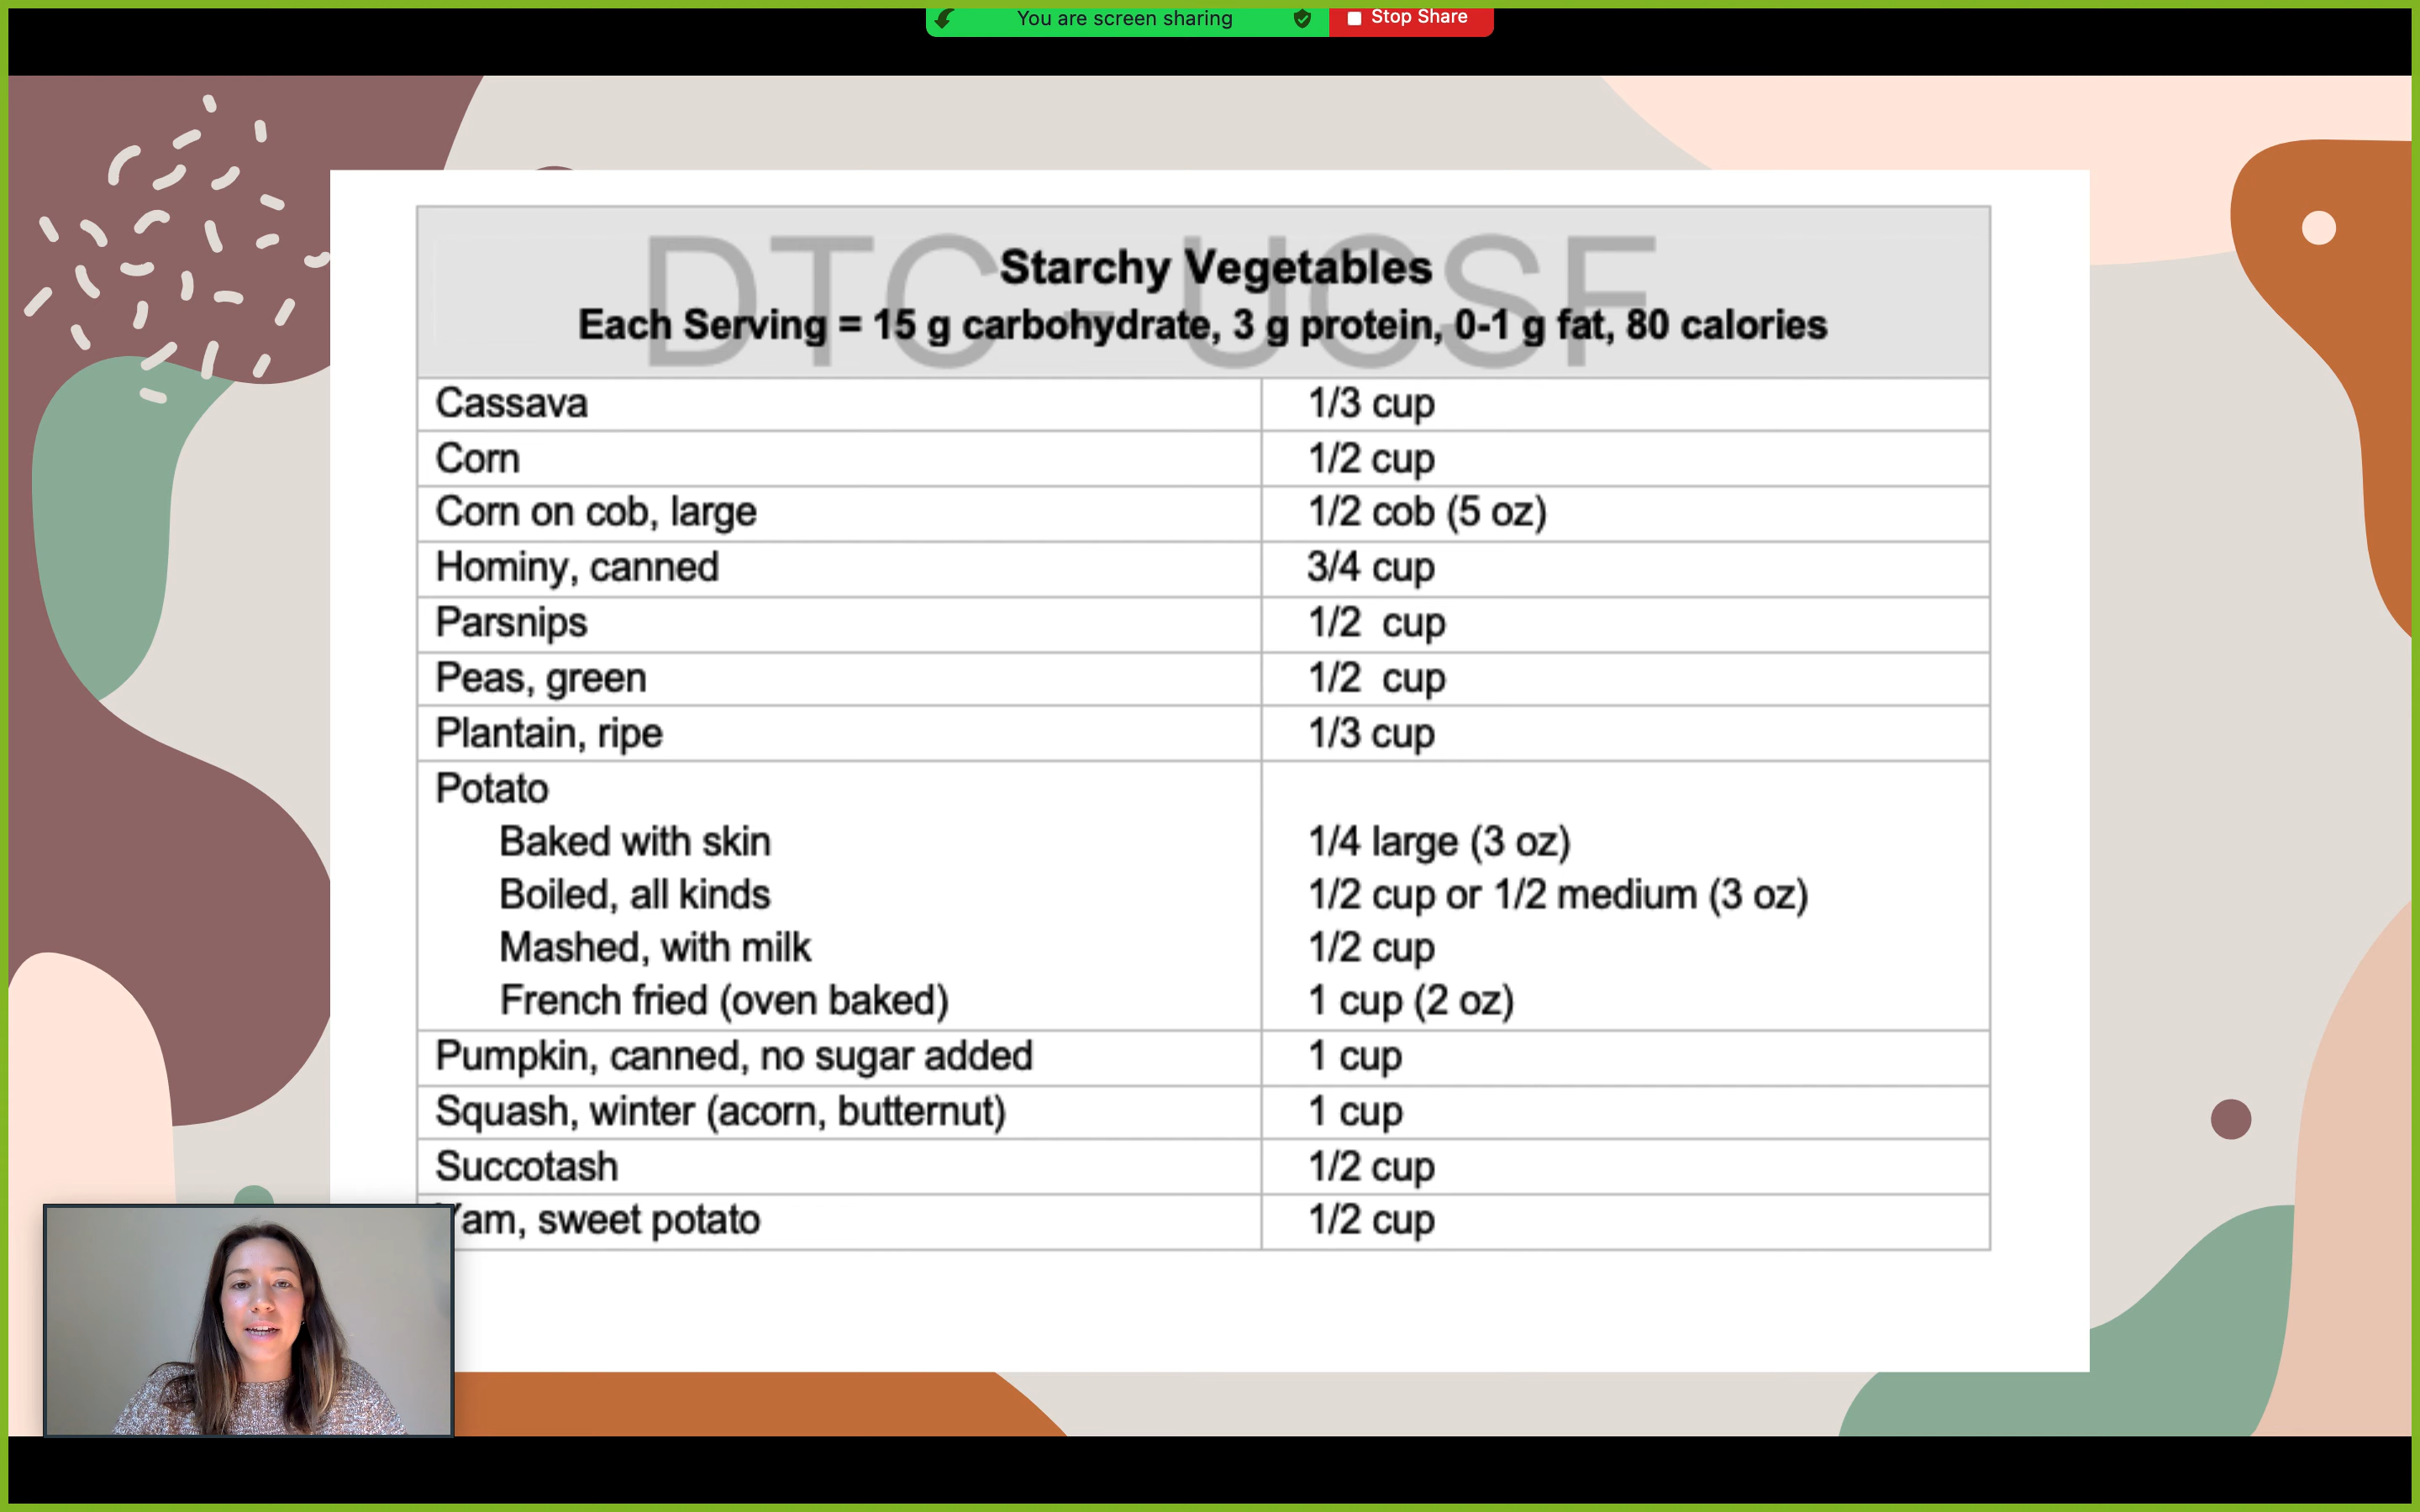 You are screen sharing Stop Share
DTC - UCSF
Starchy Vegetables
Each Serving = 15 g carbohydrate, 3 g protein, 0-1 g fat, 80 calories
Cassava 1/3 cup
Corn 1/2 cup
Corn on cob, large 1/2 cob (5 oz)
Hominy, canned 3/4 cup
Parsnips 1/2 cup
Peas, green 1/2 cup
Plantain, ripe 1/3 cup
Potato
Baked with skin 1/4 large (3 oz)
Boiled, all kinds 1/2 cup or 1/2 medium (3 oz)
Mashed, with milk 1/2 cup
French fried (oven baked) 1 cup (2 oz)
Pumpkin, canned, no sugar added 1 cup
Squash, winter (acorn, butternut) 1 cup
Succotash 1/2 cup
Yam, sweet potato 1/2 cup